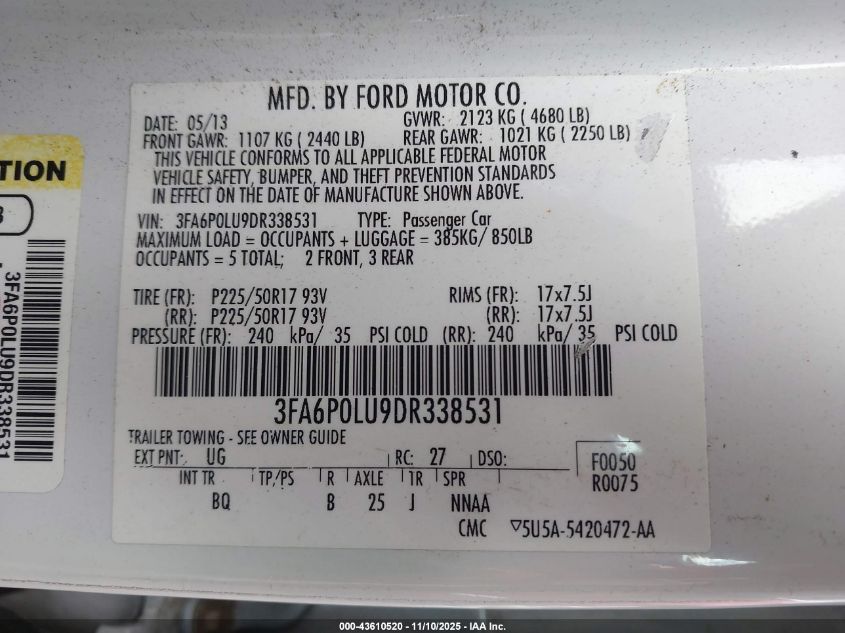 MFD. BY FORD MOTOR CO.
DATE: 05/13 GVWR: 2123 KG ( 4680 LB)
FRONT GAWR: 1107 KG ( 2440 LB) REAR GAWR: 1021 KG ( 2250 LB)
THIS VEHICLE CONFORMS TO ALL APPLICABLE FEDERAL MOTOR
VEHICLE SAFETY, BUMPER, AND THEFT PREVENTION STANDARDS
IN EFFECT ON THE DATE OF MANUFACTURE SHOWN ABOVE.
VIN: 3FA6P0LU9DR338531 TYPE: Passenger Car
MAXIMUM LOAD = OCCUPANTS + LUGGAGE = 385KG/ 850LB
OCCUPANTS = 5 TOTAL; 2 FRONT, 3 REAR
TIRE (FR): P225/50R17 93V RIMS (FR): 17x7.5J
(RR): P225/50R17 93V (RR): 17x7.5J
PRESSURE (FR): 240 kPa/ 35 PSI COLD (RR): 240 kPa/ 35 PSI COLD
3FA6P0LU9DR338531
TRAILER TOWING - SEE OWNER GUIDE
EXT PNT: UG RC: 27 DSO: F0050
R0075
INT TR TP/PS R AXLE TR SPR
BQ B 25 J NNAA
CMC ▽5U5A-5420472-AA
TION
3FA6P0LU9DR338531
000-43610520 - 11/10/2025 - IAA Inc.